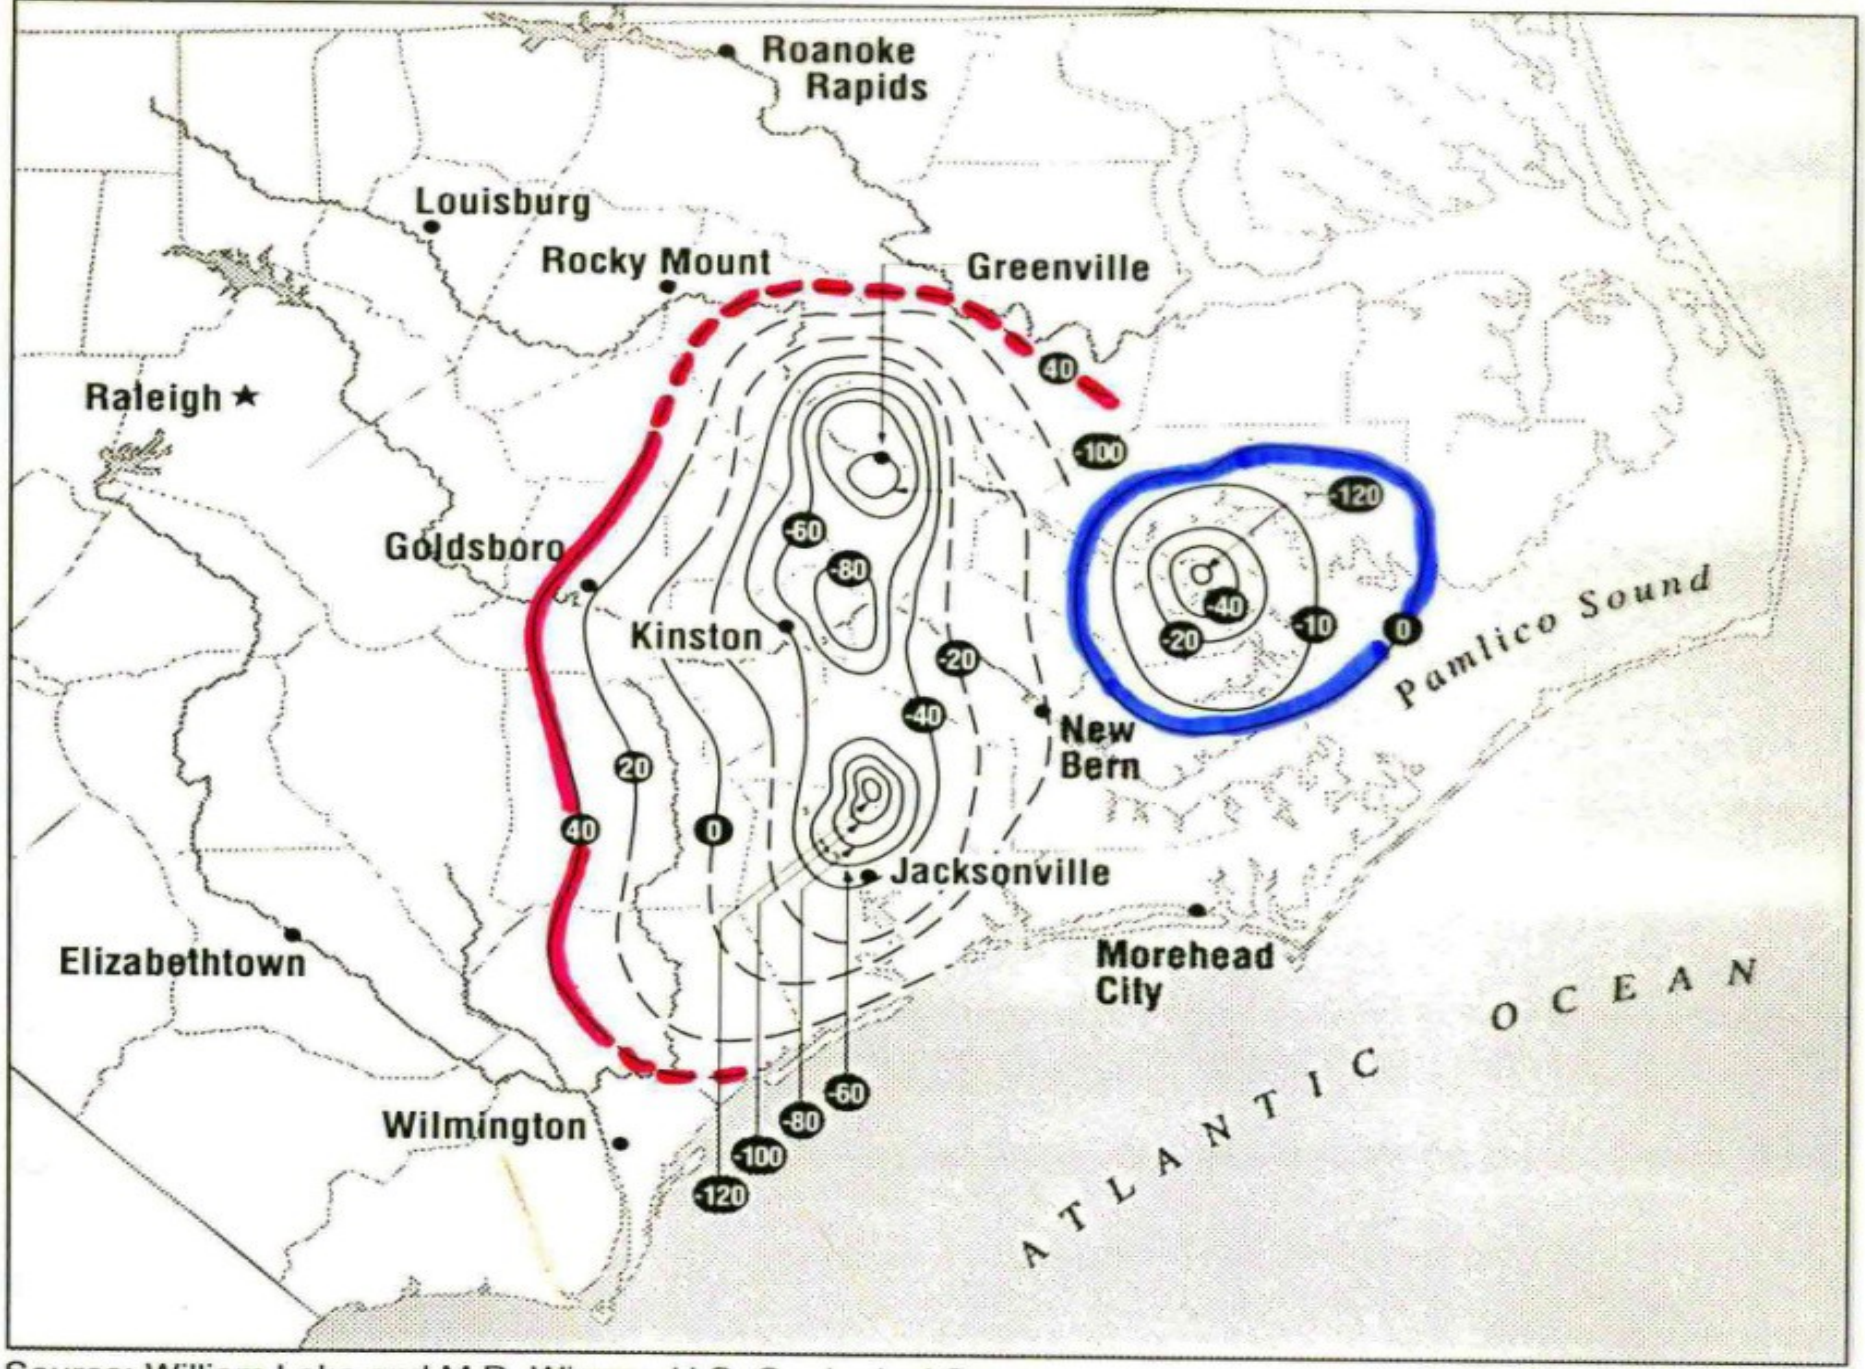 Roanoke
Rapids
Louisburg
Rocky Mount
Greenville
40
Raleigh
-100
-120
-60
Goldsboro
-80
Pamlico Sound
-40
Kinston
-10
0
-20
-20
-40
New
Bern
20
40
0
Jacksonville
Elizabethtown
Morehead
City
ATLANTIC OCEAN
-60
Wilmington
-80
-100
-120